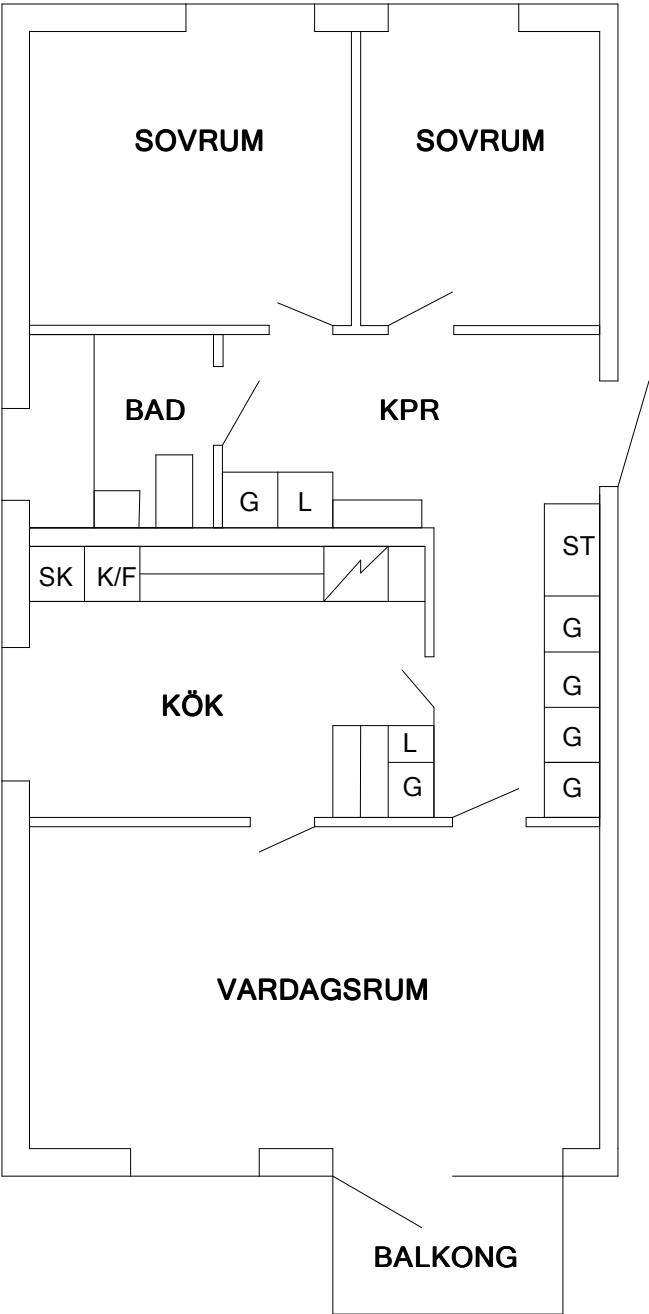 SOVRUM SOVRUM
BAD KPR
G L
ST
SK K/F
G
G
KÖK
L G
G G
VARDAGSRUM
BALKONG